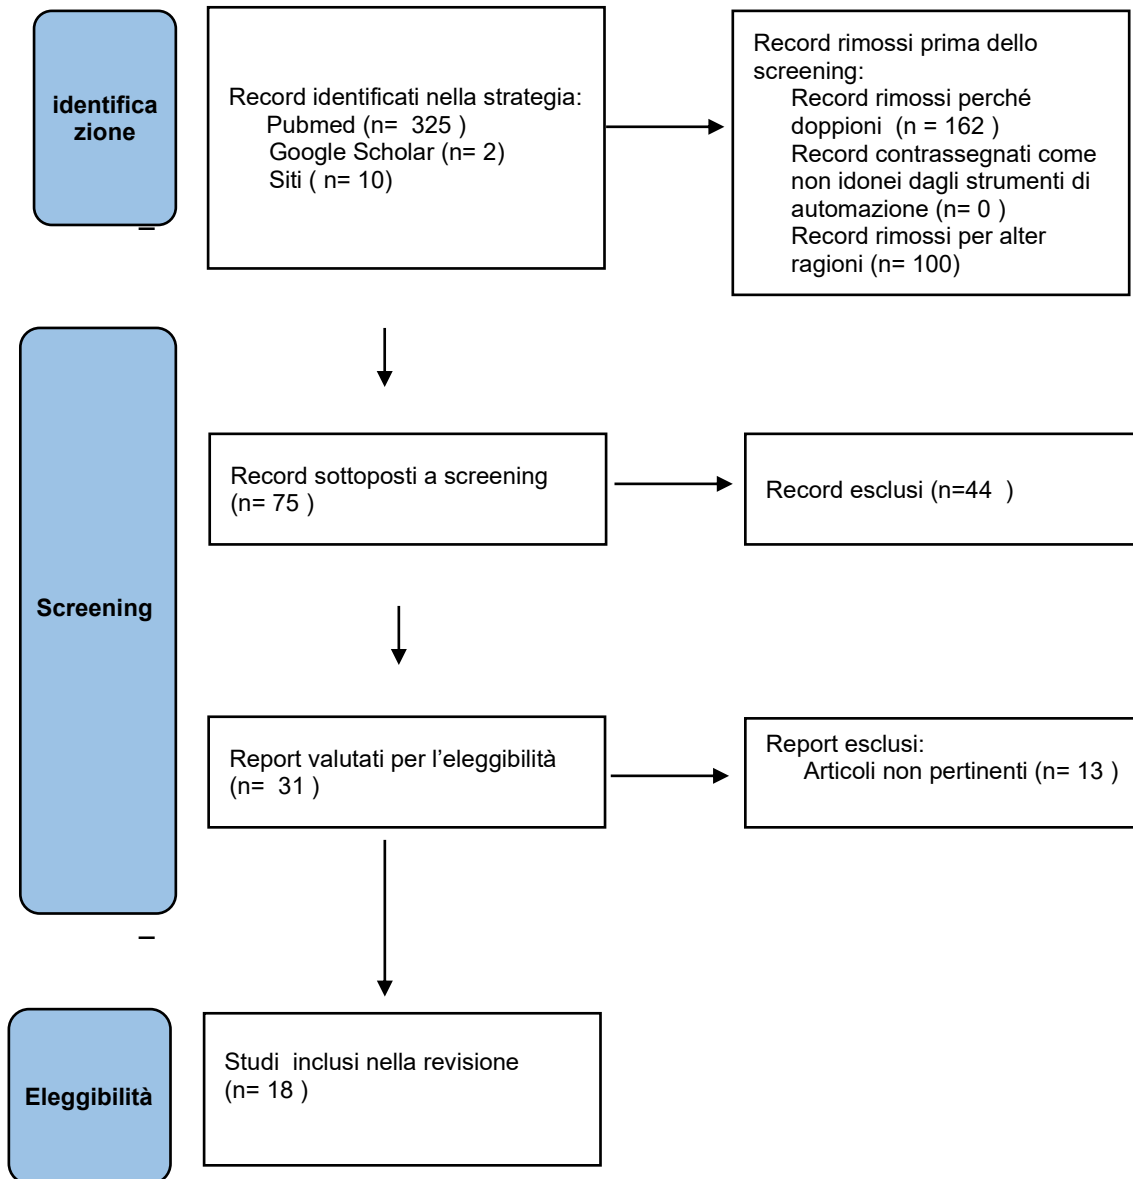 identifica
zione
Record identificati nella strategia:
Pubmed (n=  325 )
Google Scholar (n= 2)
Siti ( n= 10)
Record rimossi prima dello
screening:
Record rimossi perché
doppioni  (n = 162 )
Record contrassegnati come
non idonei dagli strumenti di
automazione (n= 0 )
Record rimossi per alter
ragioni (n= 100)
Screening
Record sottoposti a screening
(n= 75 )
Record esclusi (n=44  )
Report valutati per l’eleggibilità
(n=  31 )
Report esclusi:
Articoli non pertinenti (n= 13 )
Eleggibilità
Studi  inclusi nella revisione
(n= 18 )